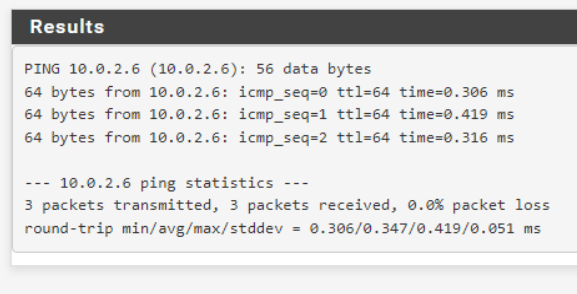 Results
PING 10.0.2.6 (10.0.2.6): 56 data bytes
64 bytes from 10.0.2.6: icmp_seq=0 ttl=64 time=0.306 ms
64 bytes from 10.0.2.6: icmp_seq=1 ttl=64 time=0.419 ms
64 bytes from 10.0.2.6: icmp_seq=2 ttl=64 time=0.316 ms
--- 10.0.2.6 ping statistics ---
3 packets transmitted, 3 packets received, 0.0% packet loss
round-trip min/avg/max/stddev = 0.306/0.347/0.419/0.051 ms